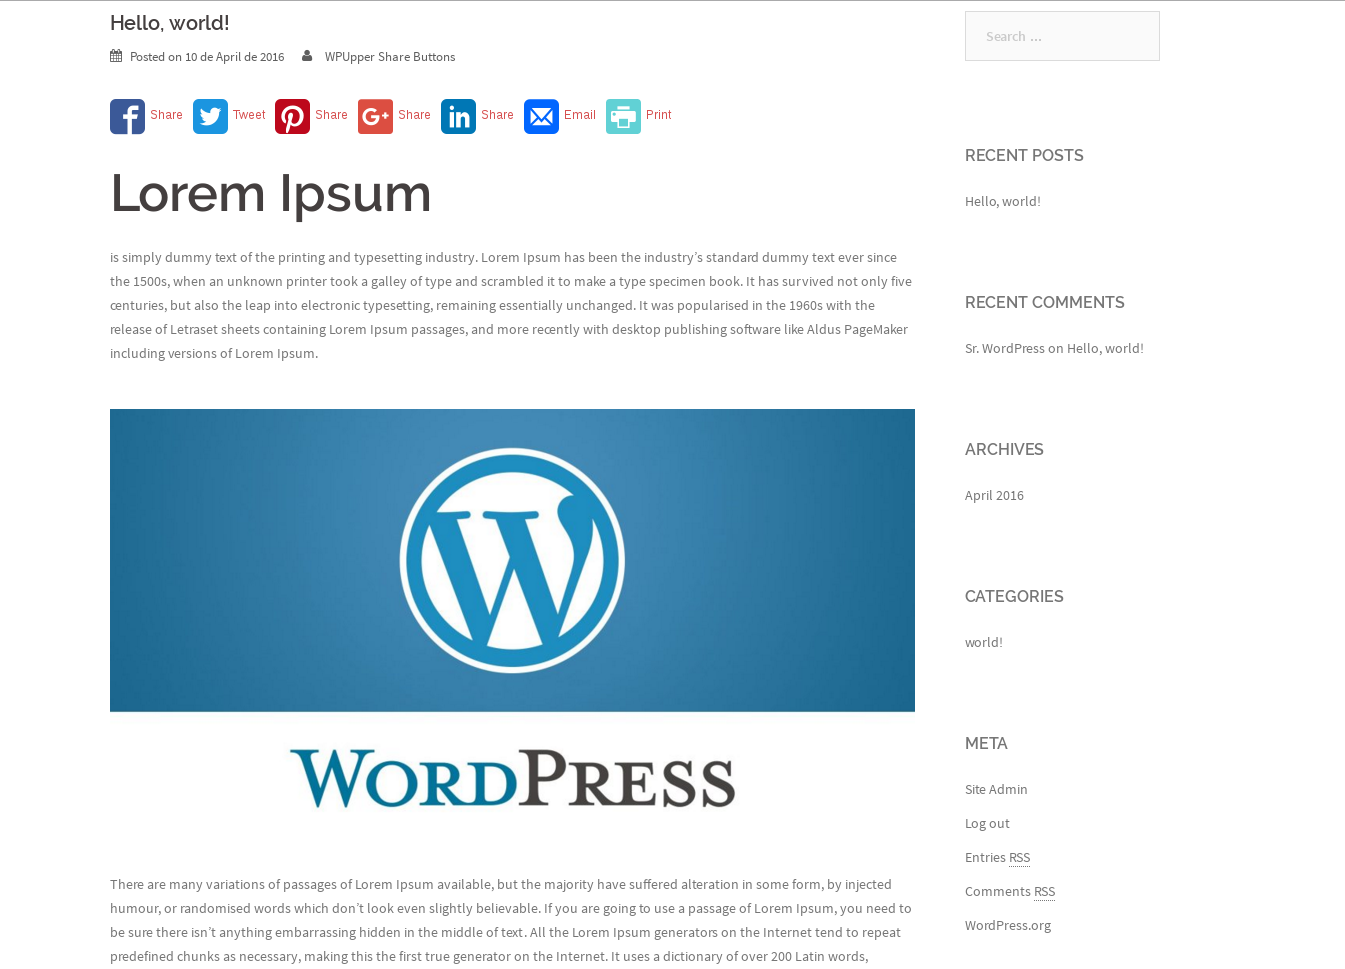 Hello, world!
Posted on 10 de April de 2016 WPUpper Share Buttons
Share Tweet Share Share Share Email Print
Lorem Ipsum
is simply dummy text of the printing and typesetting industry. Lorem Ipsum has been the industry’s standard dummy text ever since
the 1500s, when an unknown printer took a galley of type and scrambled it to make a type specimen book. It has survived not only five
centuries, but also the leap into electronic typesetting, remaining essentially unchanged. It was popularised in the 1960s with the
release of Letraset sheets containing Lorem Ipsum passages, and more recently with desktop publishing software like Aldus PageMaker
including versions of Lorem Ipsum.
W
WORDPRESS
There are many variations of passages of Lorem Ipsum available, but the majority have suffered alteration in some form, by injected
humour, or randomised words which don’t look even slightly believable. If you are going to use a passage of Lorem Ipsum, you need to
be sure there isn’t anything embarrassing hidden in the middle of text. All the Lorem Ipsum generators on the Internet tend to repeat
predefined chunks as necessary, making this the first true generator on the Internet. It uses a dictionary of over 200 Latin words,
Search ...
RECENT POSTS
Hello, world!
RECENT COMMENTS
Sr. WordPress on Hello, world!
ARCHIVES
April 2016
CATEGORIES
world!
META
Site Admin
Log out
Entries RSS
Comments RSS
WordPress.org